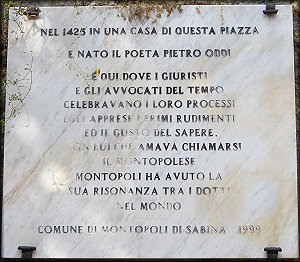 NEL 1425 IN UNA CASA DI QUESTA PIAZZA
E NATO IL POETA PIETRO ODDI
E QUI DOVE I GIURISTI
E GLI AVVOCATI DEL TEMPO
CELEBRAVANO I LORO PROCESSI
EGLI APPRESE I PRIMI RUDIMENTI
ED IL GUSTO DEL SAPERE.
CON LUI CHE AMAVA CHIAMARSI
IL MONTOPOLESE
MONTOPOLI HA AVUTO LA
SUA RISONANZA TRA I DOTTI
NEL MONDO
COMUNE DI MONTOPOLI DI SABINA 1999